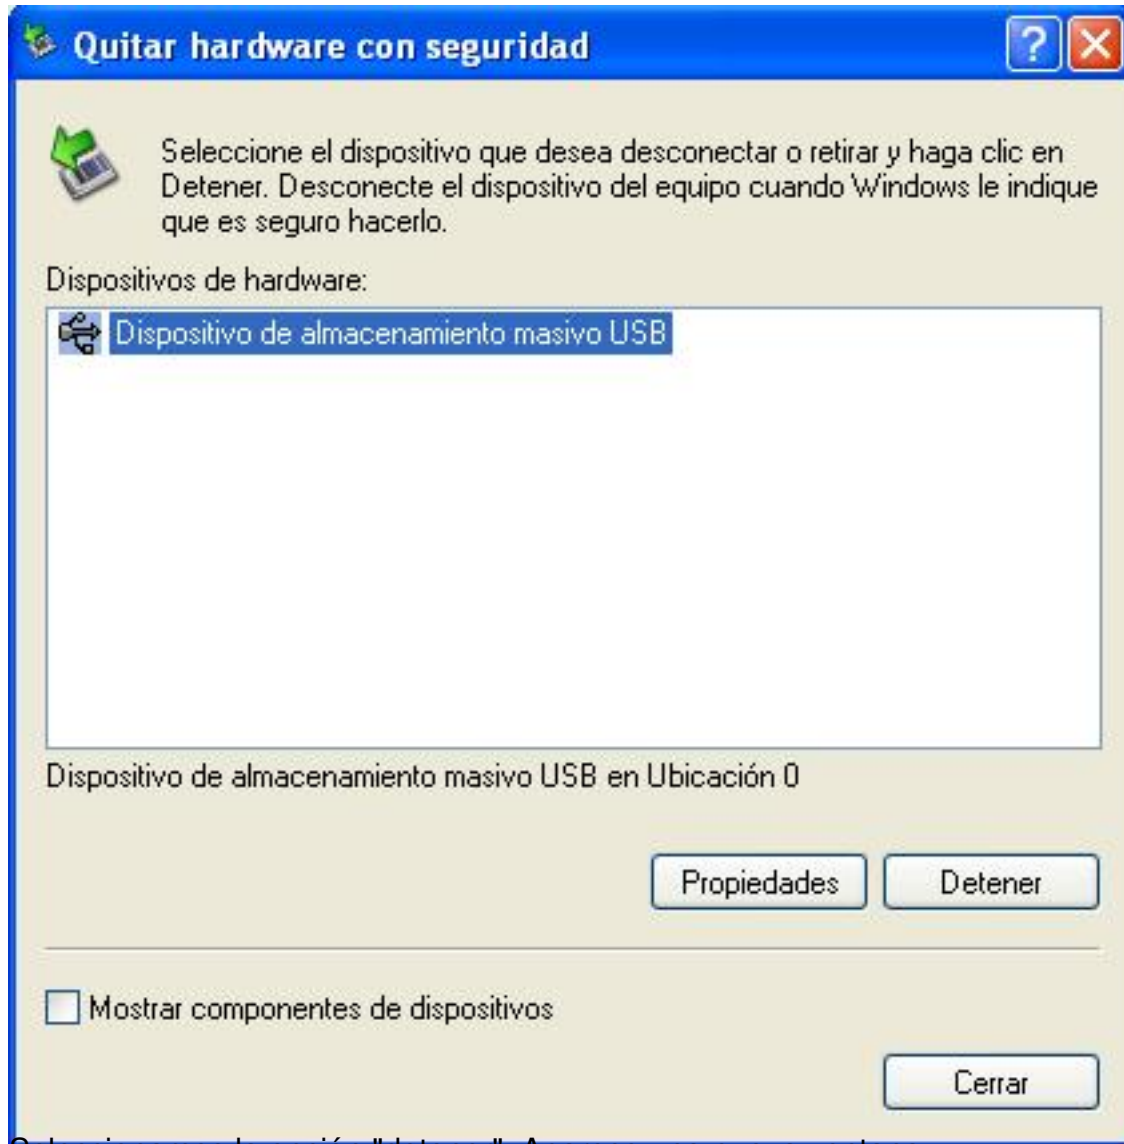 Quitar hardware con seguridad
Seleccione el dispositivo que desea desconectar o retirar y haga clic en
Detener. Desconecte el dispositivo del equipo cuando Windows le indique
que es seguro hacerlo.
Dispositivos de hardware:
Dispositivo de almacenamiento masivo USB
Dispositivo de almacenamiento masivo USB en Ubicación 0
Propiedades
Detener
Mostrar componentes de dispositivos
Cerrar